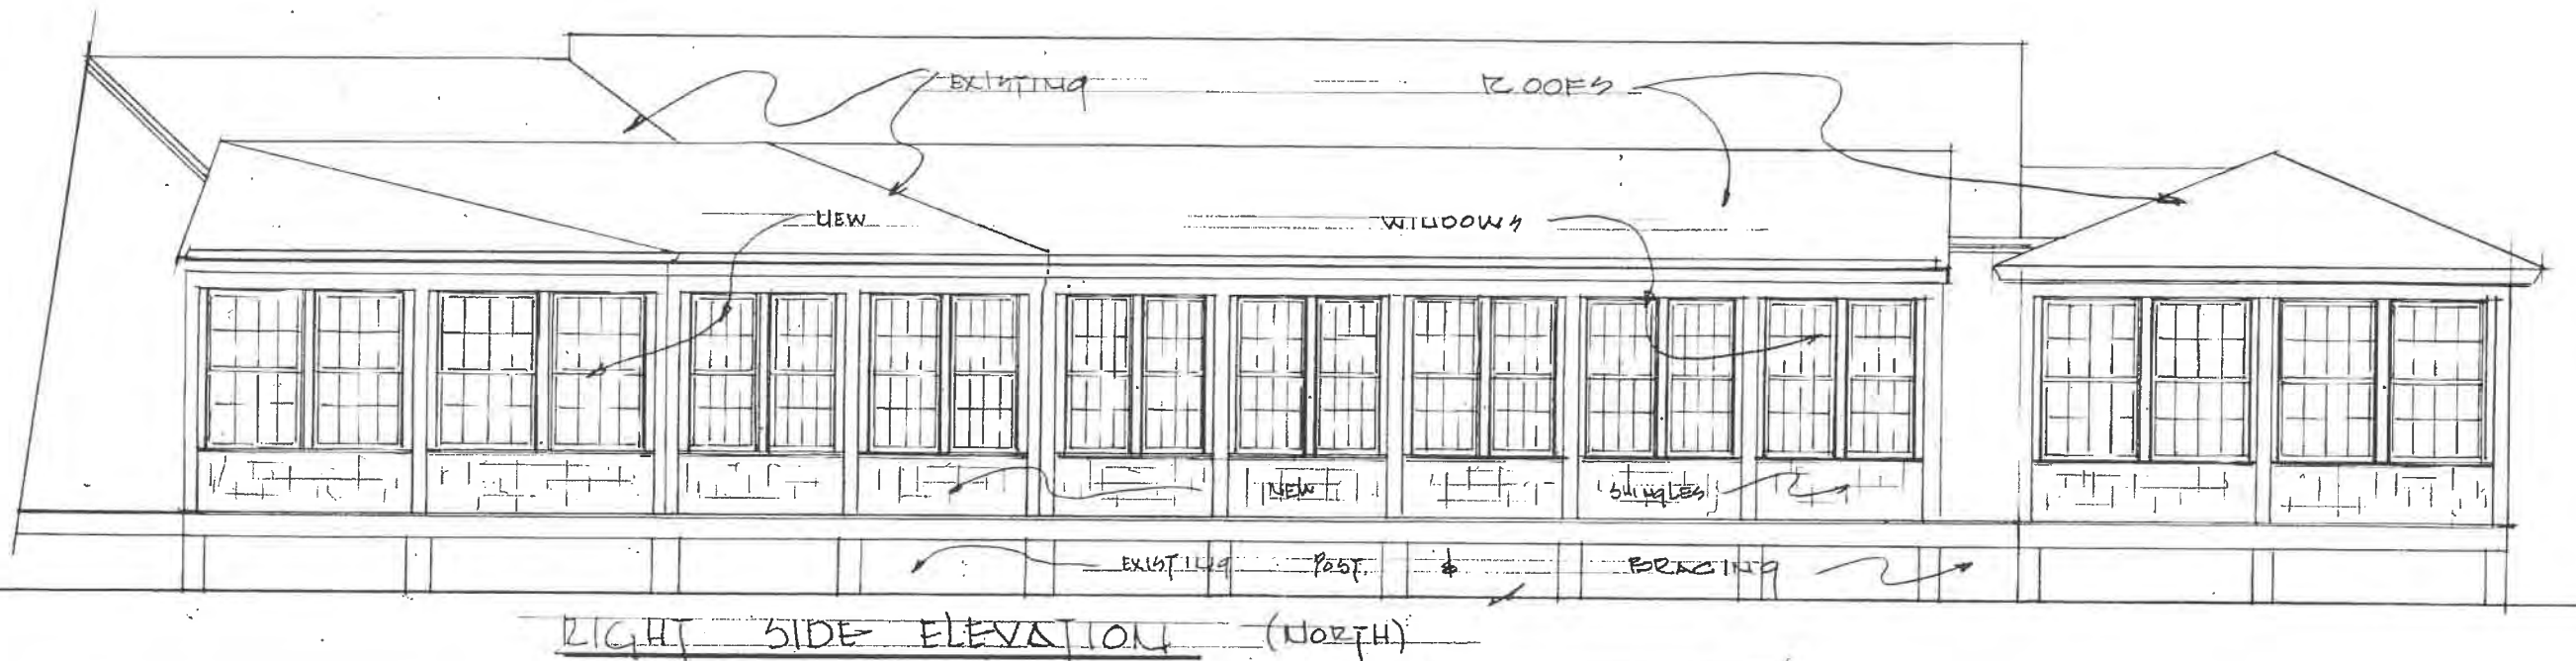 EXISTING ROOFS
NEW WINDOWS
NEW SHINGLES
EXISTING POST & BRACING
RIGHT SIDE ELEVATION (NORTH)